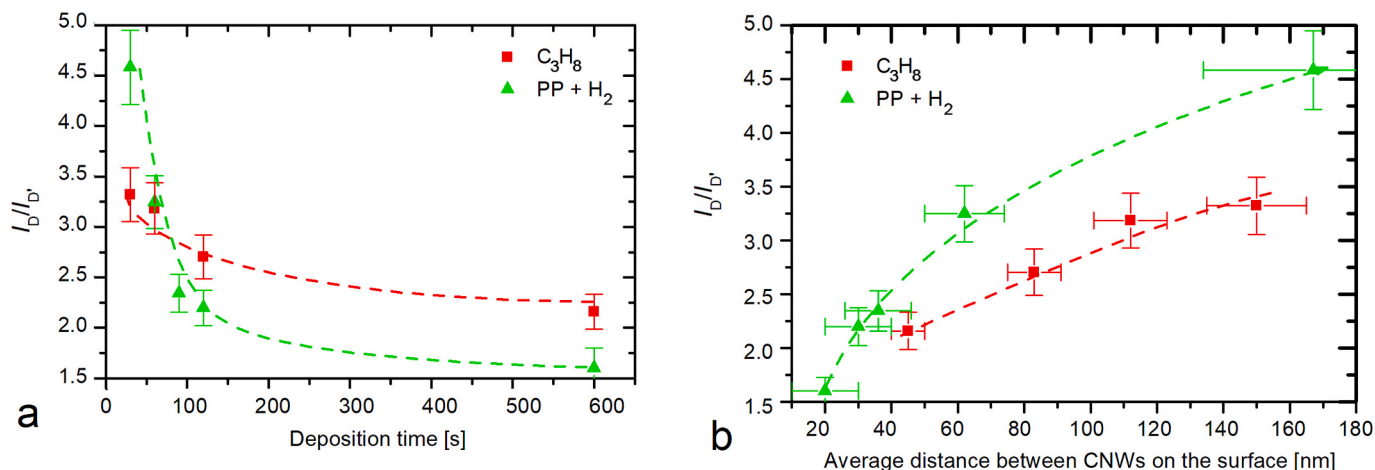 5.0
4.5
4.0
3.5
3.0
2.5
2.0
1.5
I_D/I_D'
C₃H₈
PP + H₂
0 100 200 300 400 500 600
Deposition time [s]
a
5.0
4.5
4.0
3.5
3.0
2.5
2.0
1.5
I_D/I_D'
C₃H₈
PP + H₂
20 40 60 80 100 120 140 160 180
Average distance between CNWs on the surface [nm]
b